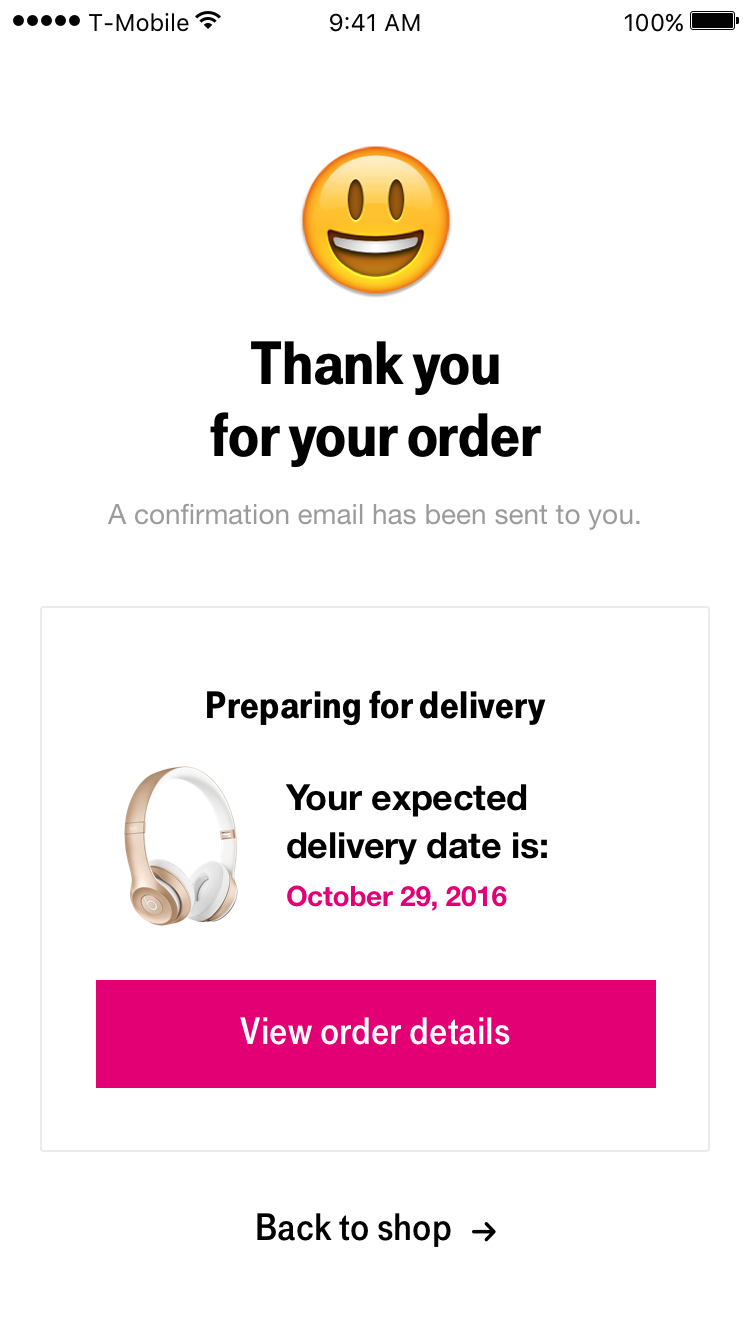 T-Mobile 9:41 AM 100%
Thank you
for your order
A confirmation email has been sent to you.
Preparing for delivery
Your expected
delivery date is:
October 29, 2016
View order details
Back to shop →